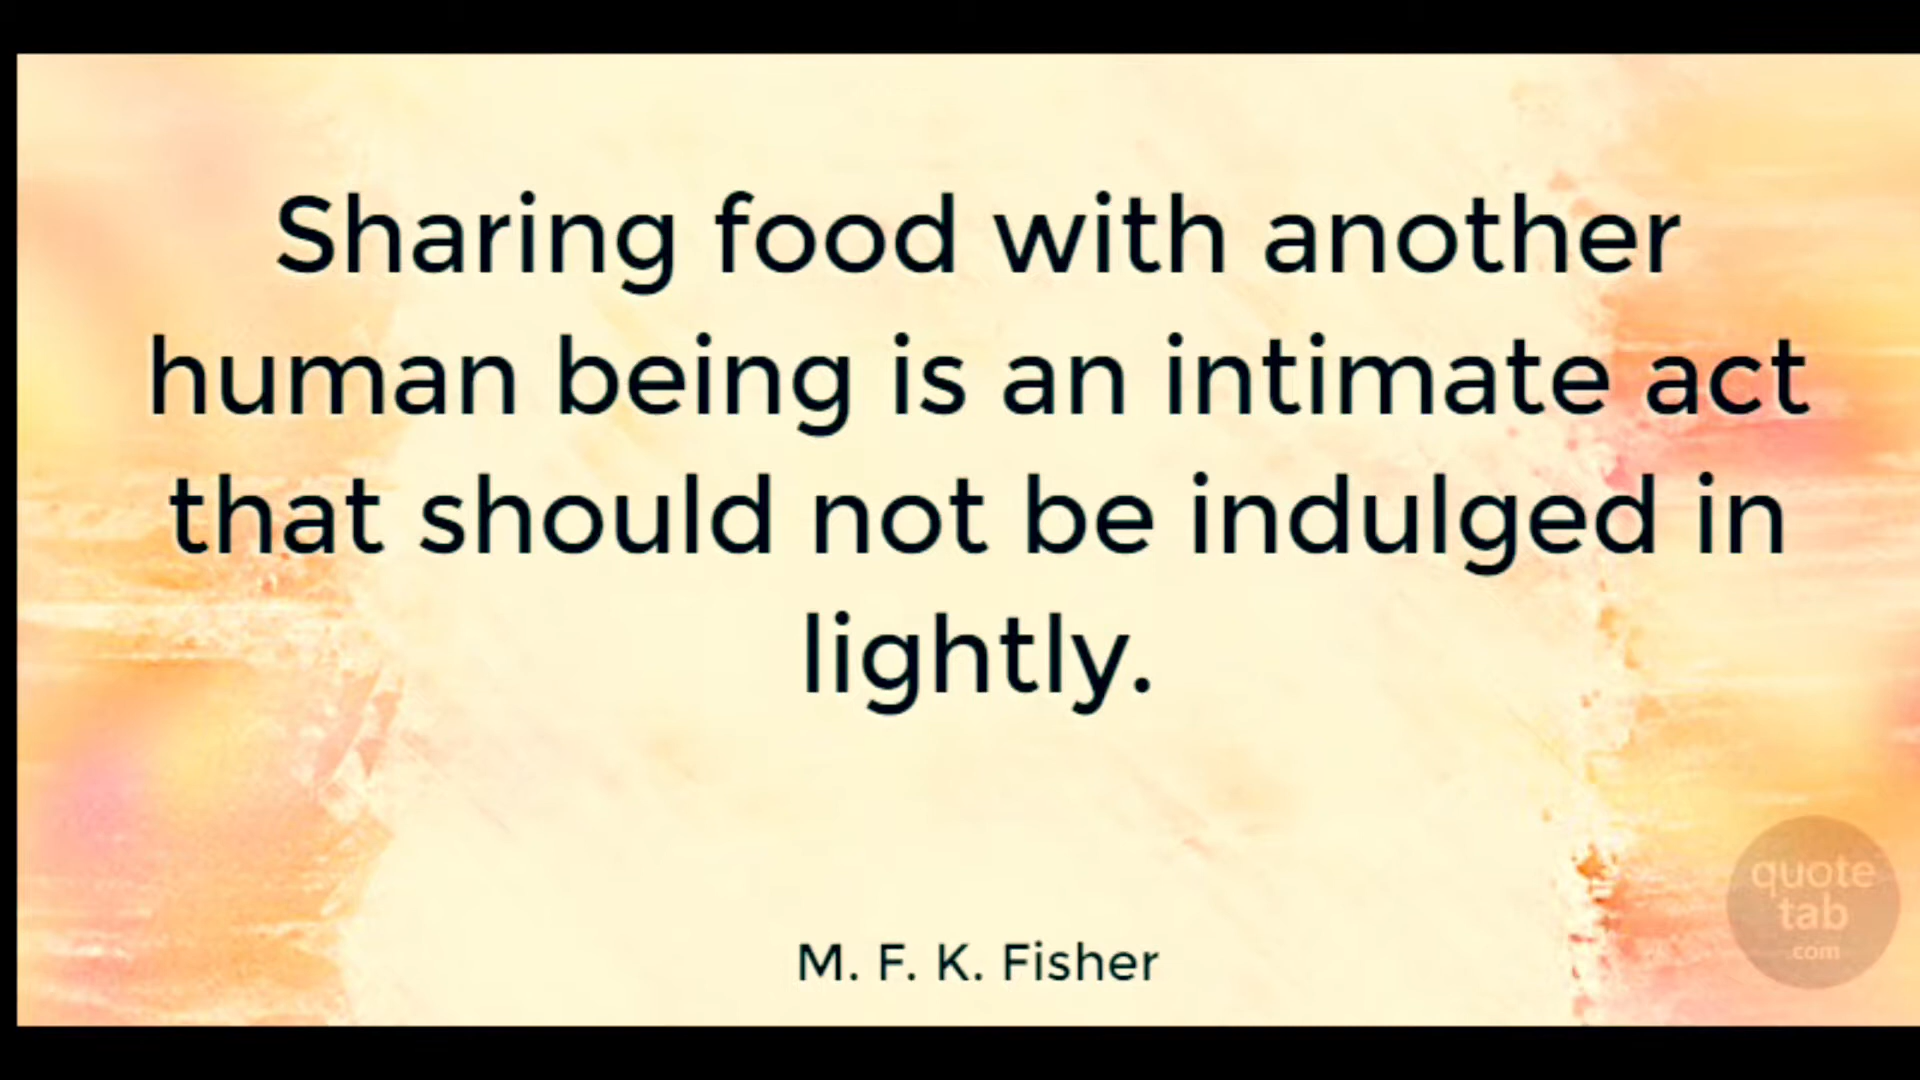 Sharing food with another
human being is an intimate act
that should not be indulged in
lightly.
M. F. K. Fisher
quote
tab
.com